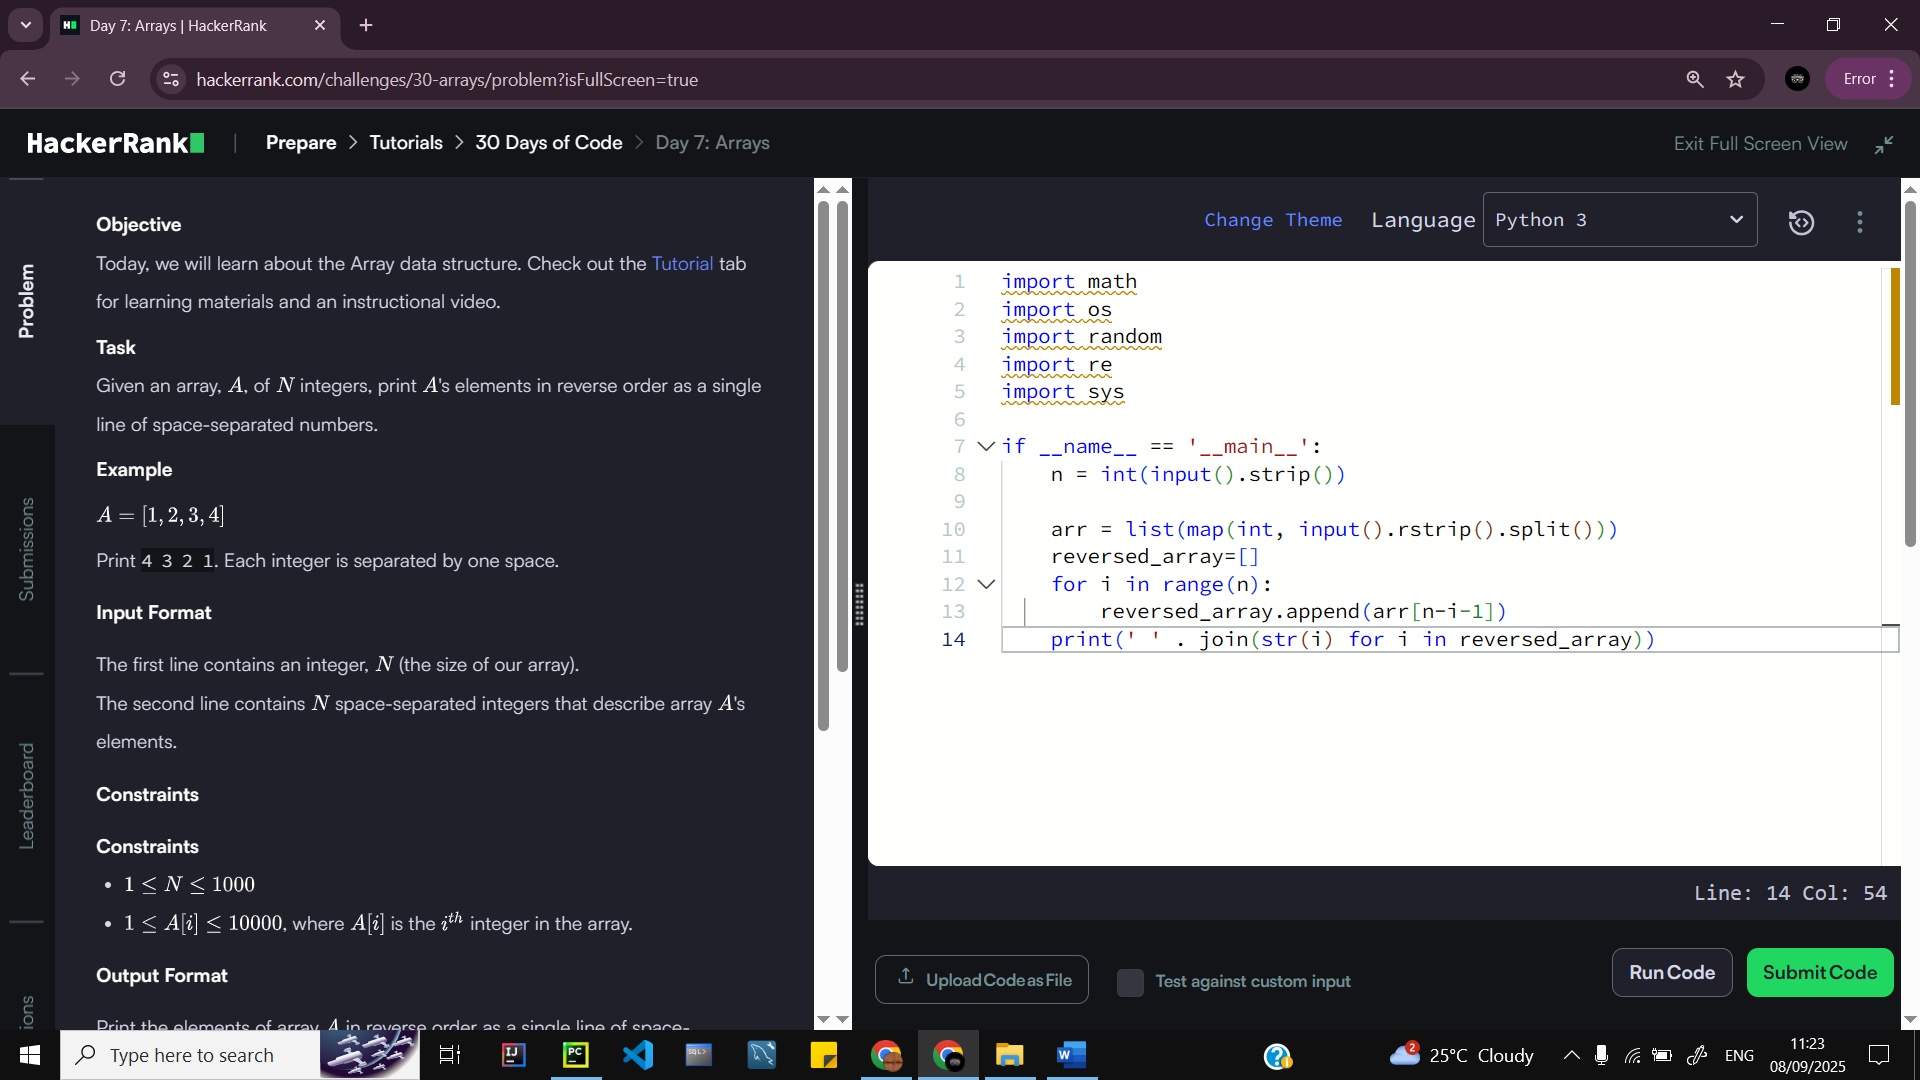 Day 7: Arrays | HackerRank
hackerrank.com/challenges/30-arrays/problem?isFullScreen=true
Error
HackerRank
Prepare > Tutorials > 30 Days of Code > Day 7: Arrays
Exit Full Screen View
Problem
Submissions
Leaderboard
Objective
Today, we will learn about the Array data structure. Check out the Tutorial tab
for learning materials and an instructional video.
Task
Given an array, A, of N integers, print A's elements in reverse order as a single
line of space-separated numbers.
Example
A = [1, 2, 3, 4]
Print 4 3 2 1. Each integer is separated by one space.
Input Format
The first line contains an integer, N (the size of our array).
The second line contains N space-separated integers that describe array A's
elements.
Constraints
Constraints
• 1 ≤ N ≤ 1000
• 1 ≤ A[i] ≤ 10000, where A[i] is the i^th integer in the array.
Output Format
Print the elements of array A in reverse order as a single line of space-
Change Theme Language Python 3
1 import math
2 import os
3 import random
4 import re
5 import sys
6
7 if __name__ == '__main__':
8     n = int(input().strip())
9
10     arr = list(map(int, input().rstrip().split()))
11     reversed_array=[]
12     for i in range(n):
13         reversed_array.append(arr[n-i-1])
14     print(' ' . join(str(i) for i in reversed_array))
Line: 14 Col: 54
Upload Code as File
Test against custom input
Run Code
Submit Code
Type here to search
2
25°C Cloudy
ENG
11:23
08/09/2025